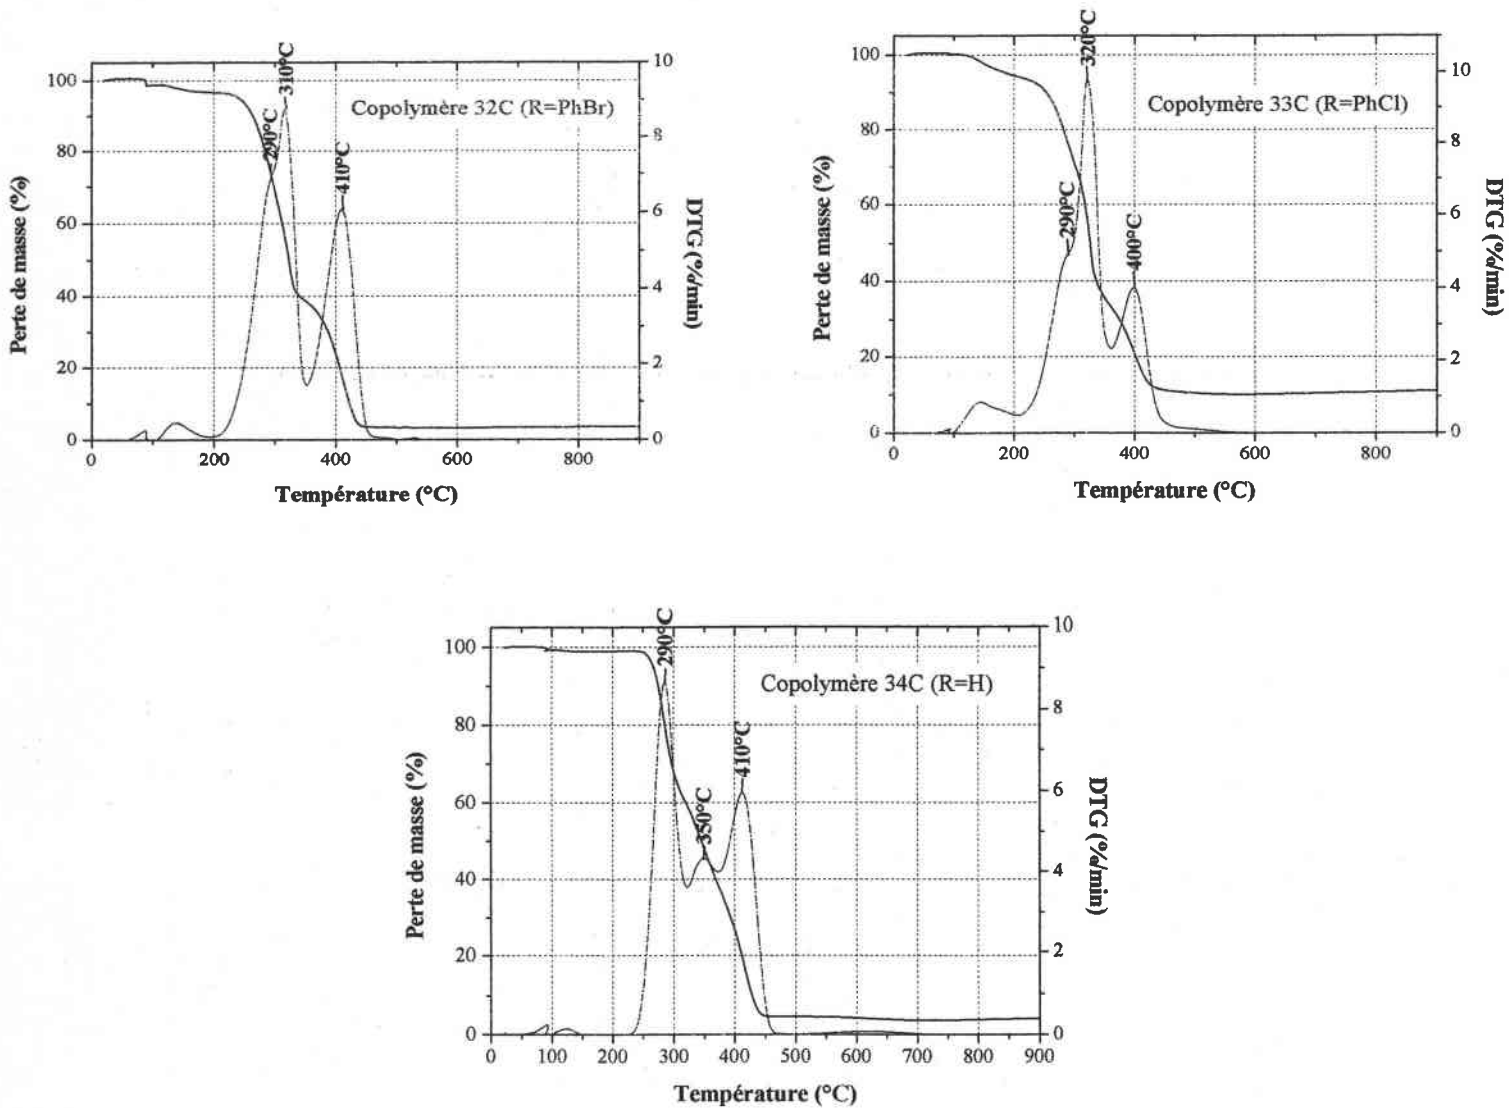 310°C
10
100
Copolymère 32C (R=PhBr)
290°C
8
80
410°C
Perte de masse (%)
60
6
DTG (%/min)
40
4
20
2
0
0
0
200
400
600
800
Température (°C)
320°C
100
10
Copolymère 33C (R=PhCl)
80
8
290°C
Perte de masse (%)
60
6
DTG (%/min)
400°C
40
4
20
2
0
0
0
200
400
600
800
Température (°C)
290°C
10
100
Copolymère 34C (R=H)
8
80
410°C
Perte de masse (%)
60
6
DTG (%/min)
350°C
40
4
20
2
0
0
0
100
200
300
400
500
600
700
800
900
Température (°C)